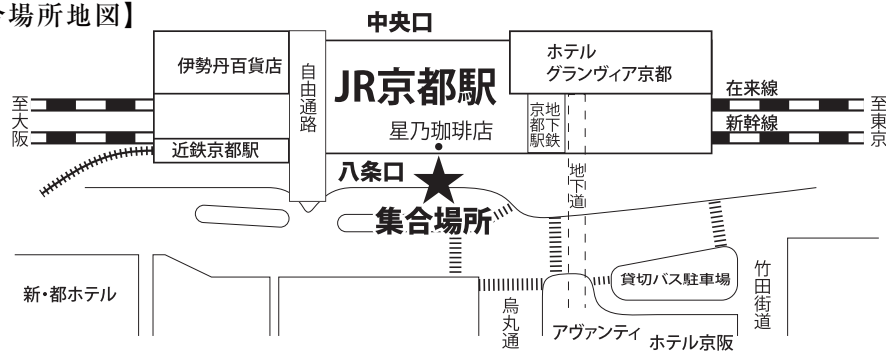 合場所地図】
中央口
伊勢丹百貨店
自由通路
JR京都駅
ホテル
グランヴィア京都
在来線
新幹線
至大阪
至東京
星乃珈琲店
地下鉄
京都駅
近鉄京都駅
八条口
地下道
集合場所
新・都ホテル
烏丸通
アヴァンティ
ホテル京阪
貸切バス駐車場
竹田街道